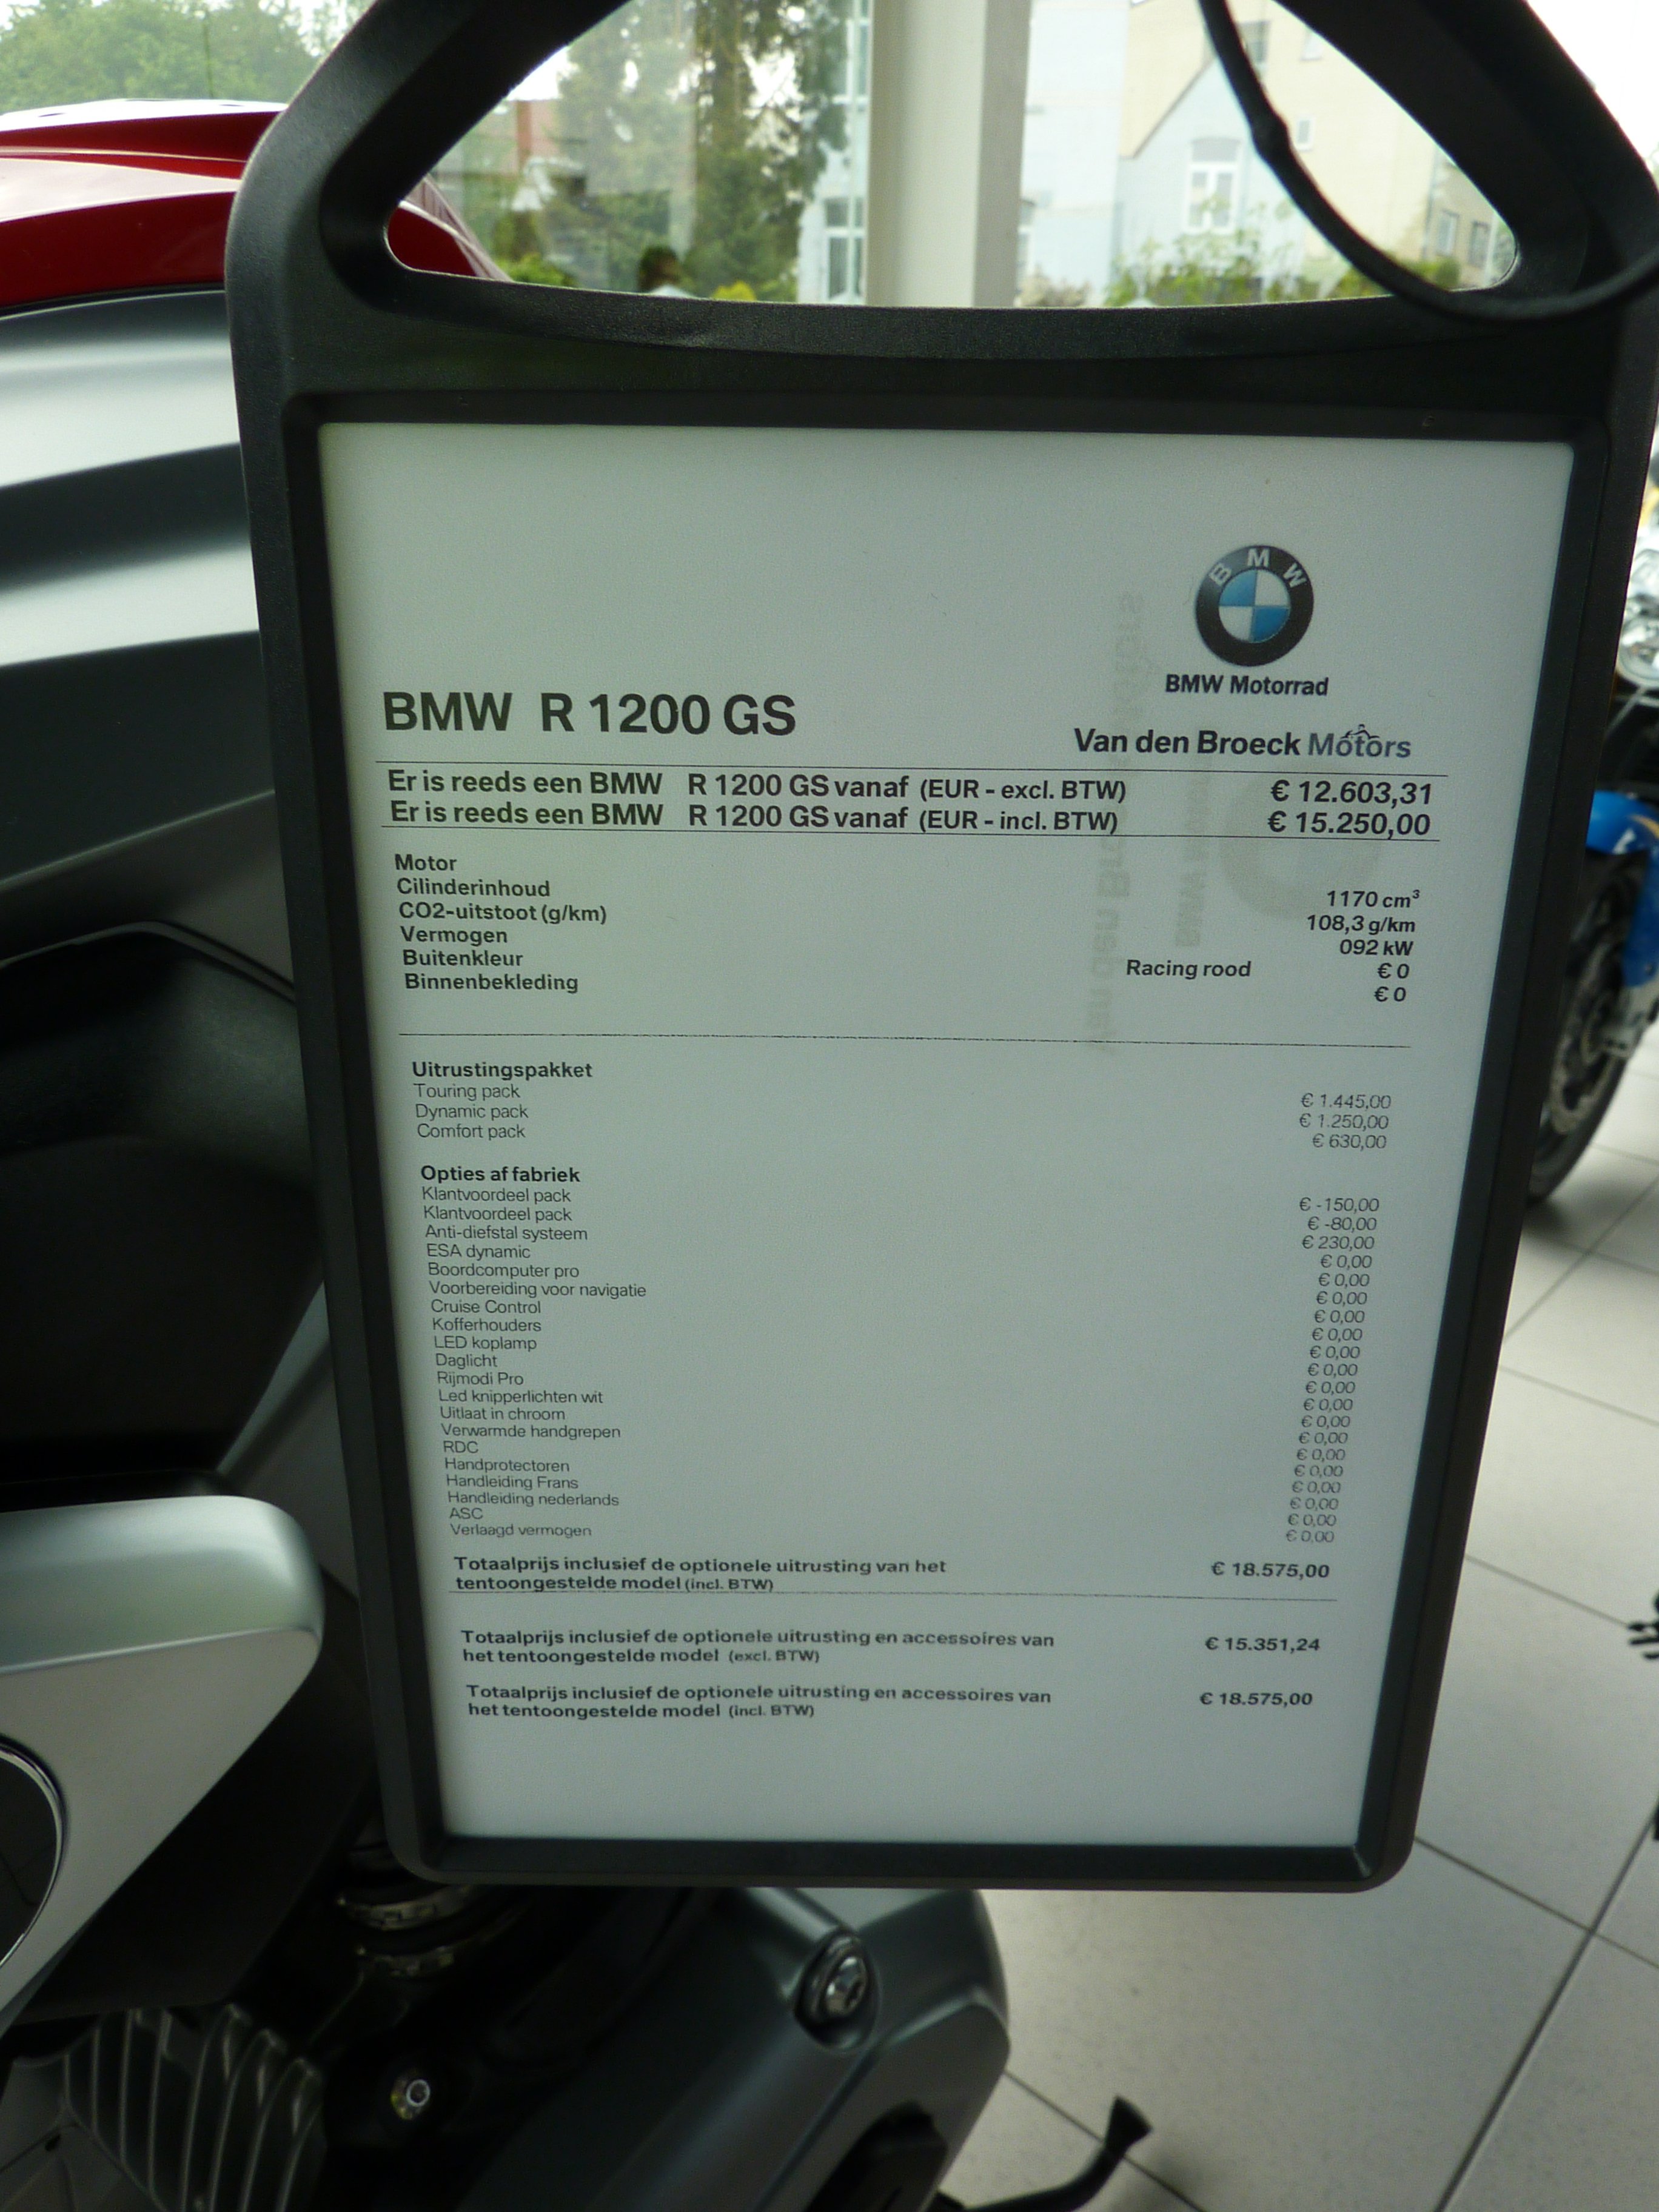 BMW
BMW Motorrad
BMW R 1200 GS
Van den Broeck Motors
Er is reeds een BMW R 1200 GS vanaf (EUR - excl. BTW) € 12.603,31
Er is reeds een BMW R 1200 GS vanaf (EUR - incl. BTW) € 15.250,00
Motor
Cilinderinhoud 1170 cm³
CO2-uitstoot (g/km) 108,3 g/km
Vermogen 092 kW
Buitenkleur Racing rood € 0
Binnenbekleding € 0
Uitrustingspakket
Touring pack € 1.445,00
Dynamic pack € 1.250,00
Comfort pack € 630,00
Opties af fabriek
Klantvoordeel pack € -150,00
Klantvoordeel pack € -80,00
Anti-diefstal systeem € 230,00
ESA dynamic € 0,00
Boordcomputer pro € 0,00
Voorbereiding voor navigatie € 0,00
Cruise Control € 0,00
Kofferhouders € 0,00
LED koplamp € 0,00
Daglicht € 0,00
Rijmodi Pro € 0,00
Led knipperlichten wit € 0,00
Uitlaat in chroom € 0,00
Verwarmde handgrepen € 0,00
RDC € 0,00
Handprotectoren € 0,00
Handleiding Frans € 0,00
Handleiding nederlands € 0,00
ASC € 0,00
Verlaagd vermogen € 0,00
Totaalprijs inclusief de optionele uitrusting van het € 18.575,00
tentoongestelde model (incl. BTW)
Totaalprijs inclusief de optionele uitrusting en accessoires van € 15.351,24
het tentoongestelde model (excl. BTW)
Totaalprijs inclusief de optionele uitrusting en accessoires van € 18.575,00
het tentoongestelde model (incl. BTW)